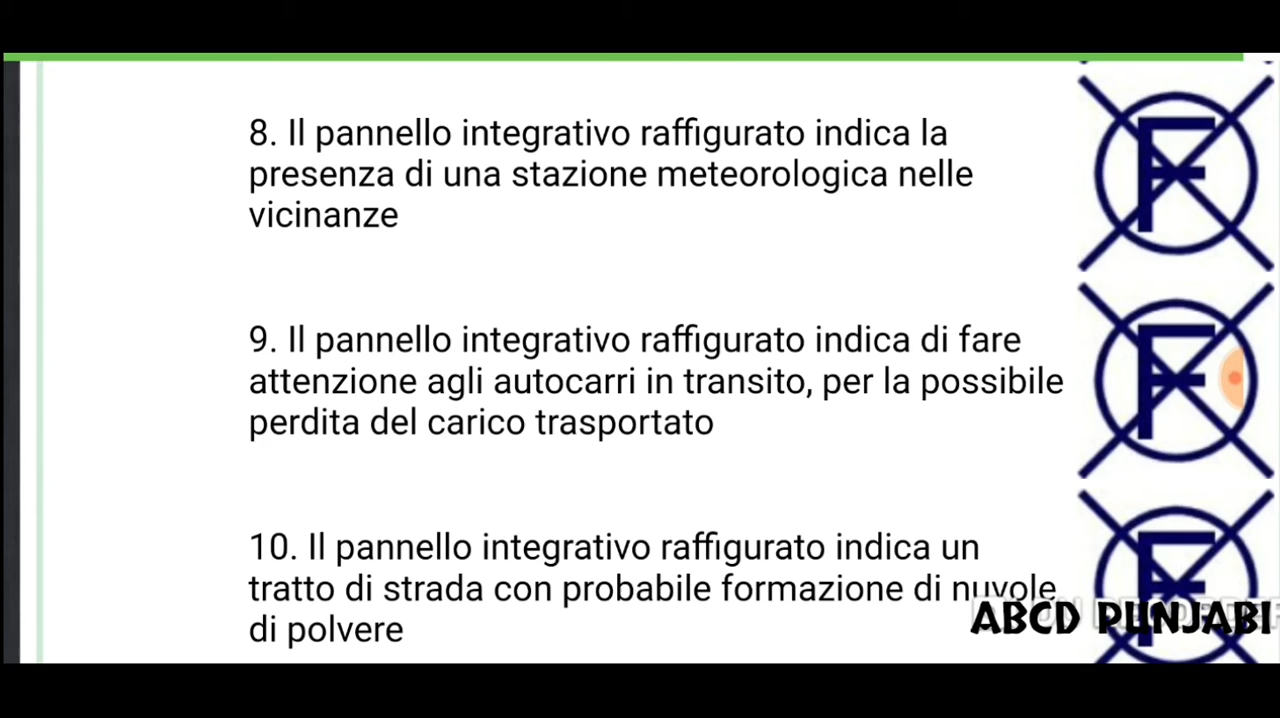 8. Il pannello integrativo raffigurato indica la
presenza di una stazione meteorologica nelle
vicinanze
F
9. Il pannello integrativo raffigurato indica di fare
attenzione agli autocarri in transito, per la possibile
perdita del carico trasportato
F
10. Il pannello integrativo raffigurato indica un
tratto di strada con probabile formazione di nuvole
di polvere
F
ABCD PUNJABI